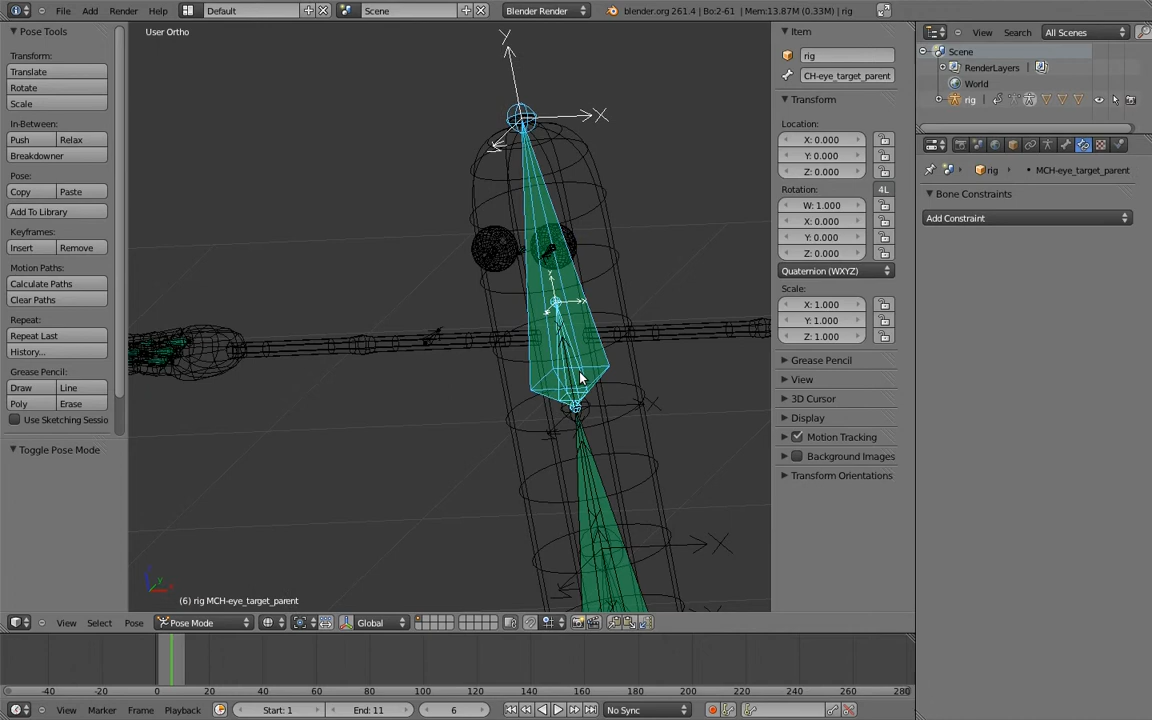 File Add Render Help Default Scene Blender Render blender.org 261.4 | Bo:2-61 | Mem:13.87M (0.33M) | rig
Pose Tools
Transform:
Translate
Rotate
Scale
In-Between:
Push Relax
Breakdowner
Pose:
Copy Paste
Add To Library
Keyframes:
Insert Remove
Motion Paths:
Calculate Paths
Clear Paths
Repeat:
Repeat Last
History...
Grease Pencil:
Draw Line
Poly Erase
Use Sketching Sessio
Toggle Pose Mode
User Ortho
Y
X
Y
X
X
X
z
y
x
(6) rig MCH-eye_target_parent
View Select Pose Pose Mode Global
Item
rig
CH-eye_target_parent
Transform
Location:
X: 0.000
Y: 0.000
Z: 0.000
Rotation: 4L
W: 1.000
X: 0.000
Y: 0.000
Z: 0.000
Quaternion (WXYZ)
Scale:
X: 1.000
Y: 1.000
Z: 1.000
Grease Pencil
View
3D Cursor
Display
Motion Tracking
Background Images
Transform Orientations
View Search All Scenes
Scene
RenderLayers |
World
rig
rig MCH-eye_target_parent
Bone Constraints
Add Constraint
-40 -20 0 20 40 60 80 100 120 140 160 180 200 220 240 260 280
View Marker Frame Playback Start: 1 End: 11 6 No Sync